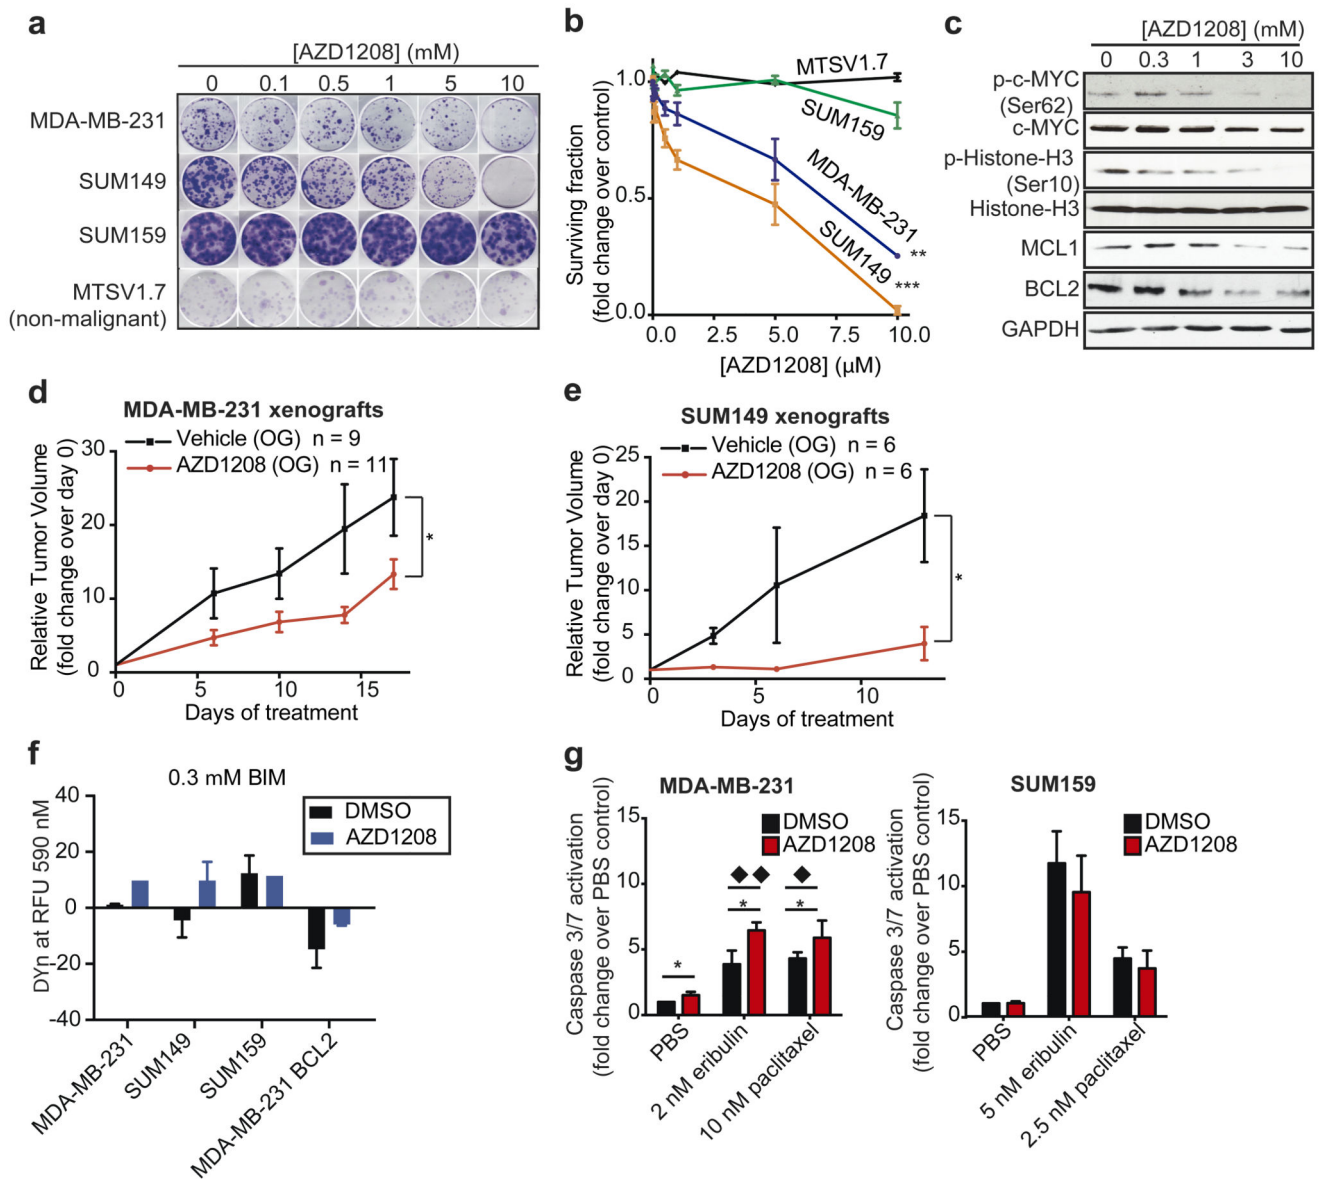 a
[AZD1208] (mM)
0 0.1 0.5 1 5 10
MDA-MB-231
SUM149
SUM159
MTSV1.7
(non-malignant)
b
Surviving fraction
(fold change over control)
1.0
0.5
0.0
MTSV1.7
SUM159
MDA-MB-231
SUM149
**
***
0.0 2.5 5.0 7.5 10.0
[AZD1208] (µM)
c
[AZD1208] (mM)
0 0.3 1 3 10
p-c-MYC
(Ser62)
c-MYC
p-Histone-H3
(Ser10)
Histone-H3
MCL1
BCL2
GAPDH
d
MDA-MB-231 xenografts
Vehicle (OG) n = 9
AZD1208 (OG) n = 11
Relative Tumor Volume
(fold change over day 0)
30
20
10
0
*
0 5 10 15
Days of treatment
e
SUM149 xenografts
Vehicle (OG) n = 6
AZD1208 (OG) n = 6
Relative Tumor Volume
(fold change over day 0)
25
20
15
10
5
0
*
0 5 10
Days of treatment
f
0.3 mM BIM
DMSO
AZD1208
DYn at RFU 590 nM
40
20
0
-20
-40
MDA-MB-231
SUM149
SUM159
MDA-MB-231 BCL2
g
MDA-MB-231
DMSO
AZD1208
Caspase 3/7 activation
(fold change over PBS control)
15
10
5
0
*
◆◆
*
◆
*
PBS
2 nM eribulin
10 nM paclitaxel
SUM159
DMSO
AZD1208
Caspase 3/7 activation
(fold change over PBS control)
15
10
5
0
PBS
5 nM eribulin
2.5 nM paclitaxel